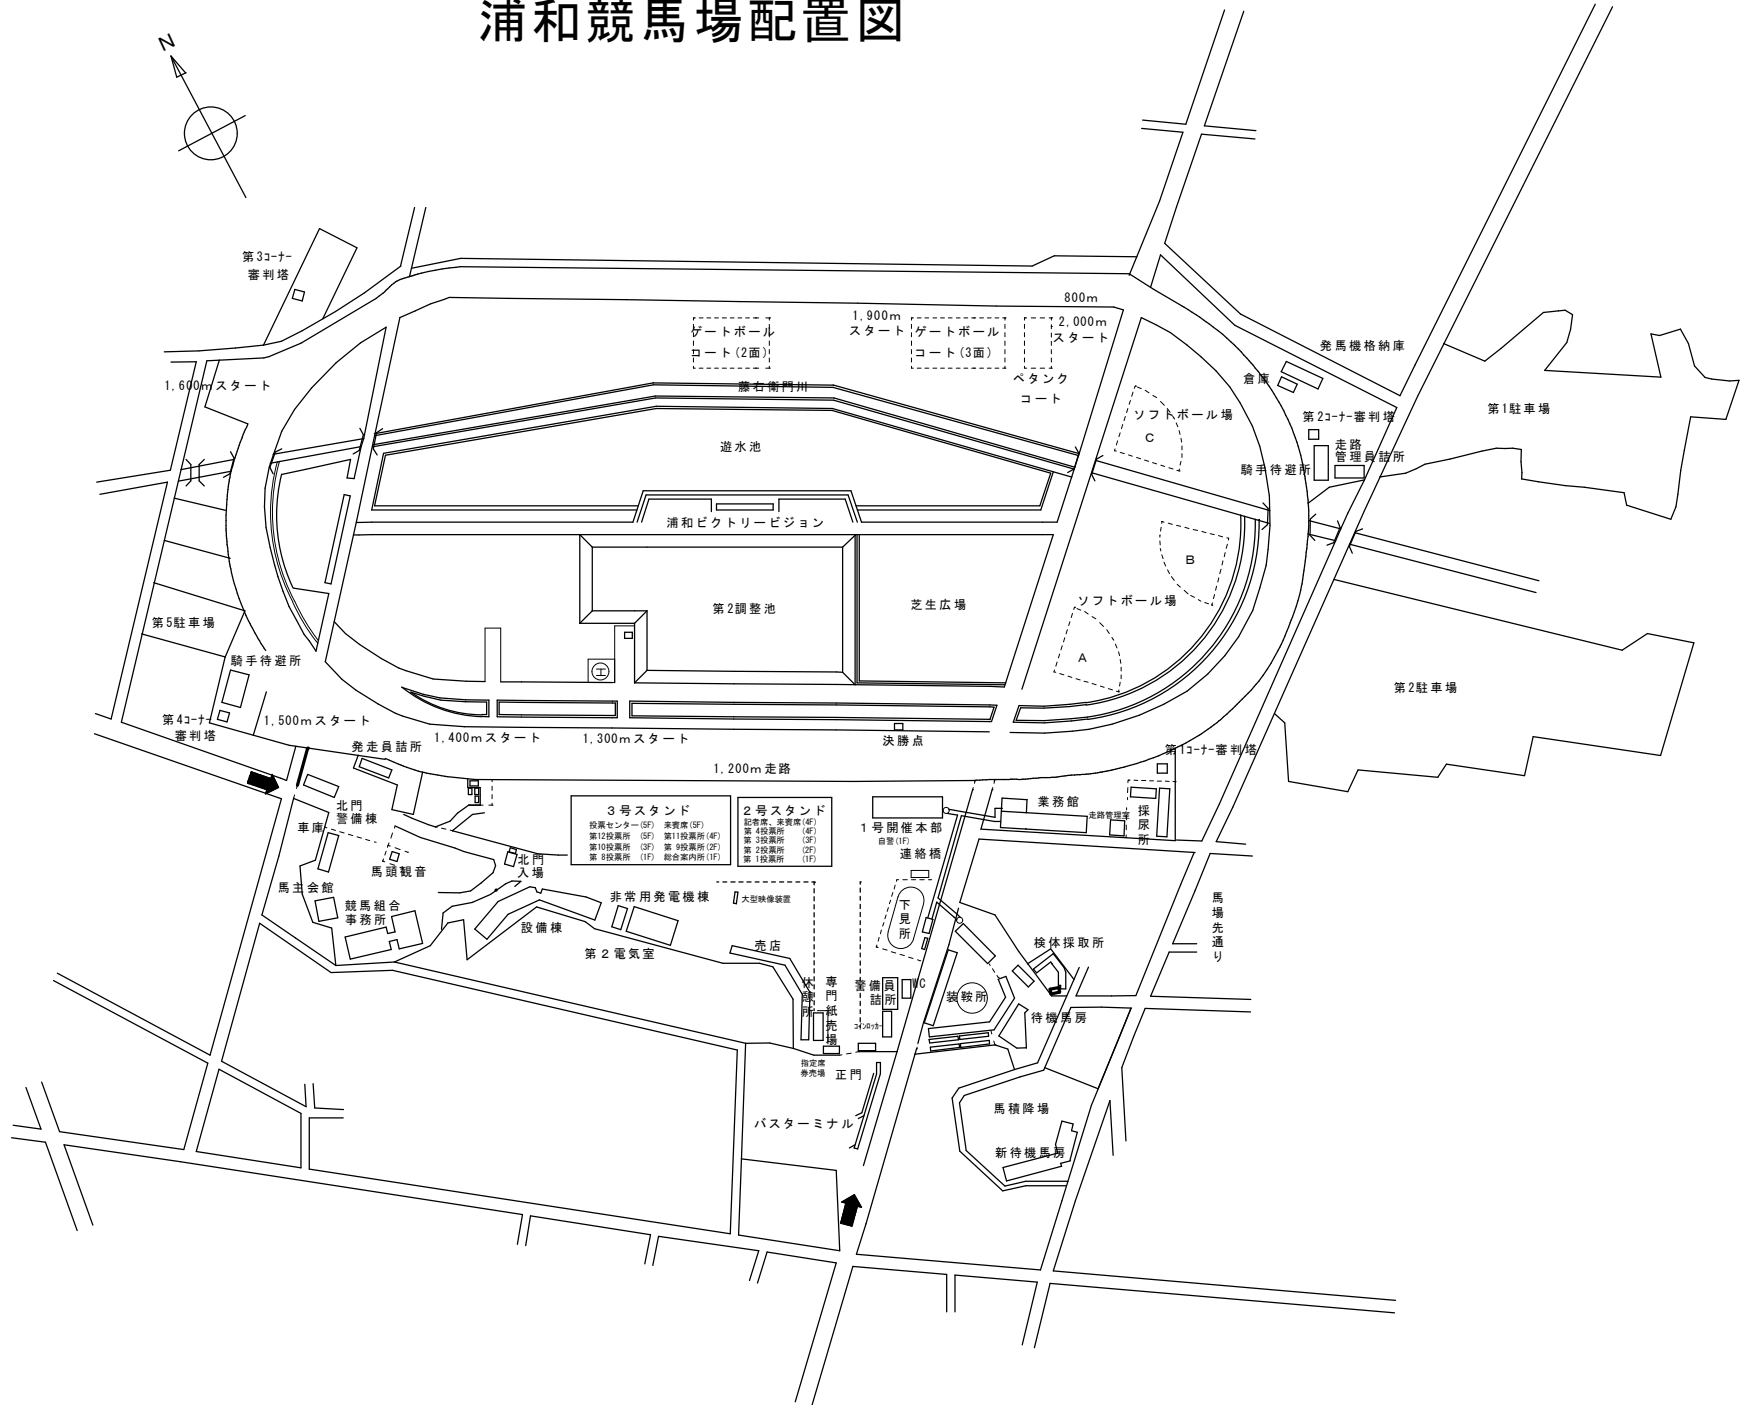 浦和競馬場配置図
N
第3コーナー
審判塔
800m
1,900m
スタート
2,000m
スタート
ゲートボール
コート(2面)
ゲートボール
コート(3面)
ペタンク
コート
発馬機格納庫
倉庫
1,600mスタート
藤右衛門川
ソフトボール場
C
第2コーナー審判塔
第1駐車場
走路
管理員詰所
騎手待避所
遊水池
浦和ビクトリービジョン
B
第2調整池
芝生広場
ソフトボール場
A
第5駐車場
騎手待避所
H
第2駐車場
第4コーナー
審判塔
1,500mスタート
発走員詰所
1,400mスタート
1,300mスタート
決勝点
第1コーナー審判塔
1,200m走路
北門
警備棟
車庫
3号スタンド
投票センター(5F) 来賓席(5F)
第12投票所 (5F) 第11投票所(4F)
第10投票所 (3F) 第 9投票所(2F)
第 8投票所 (1F) 総合案内所(1F)
2号スタンド
記者席、来賓席(4F)
第 4投票所 (4F)
第 3投票所 (3F)
第 2投票所 (2F)
第 1投票所 (1F)
1号開催本部
自警(1F)
連絡橋
業務館
走路管理室
採尿所
馬頭観音
北門
入場
馬主会館
競馬組合
事務所
設備棟
非常用発電機棟
第2電気室
大型映像装置
売店
下見所
検体採取所
馬場先通り
休憩所
専門紙売場
警備員
詰所
WC
コインロッカー
装鞍所
待機馬房
指定席
券売場
正門
バスターミナル
馬積降場
新待機馬房